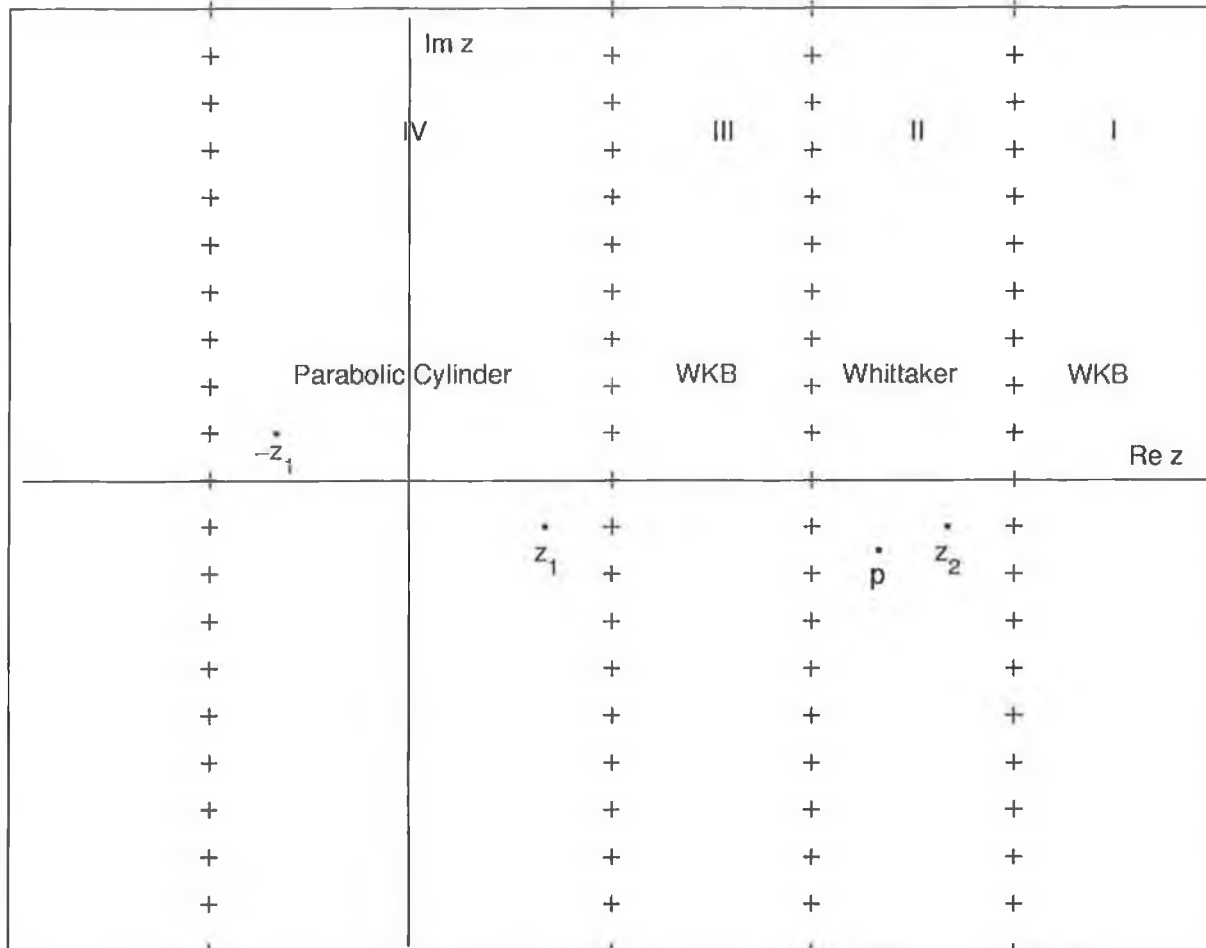 Im z
IV III II I
Parabolic Cylinder WKB Whittaker WKB
–z₁
Re z
z₁ p z₂